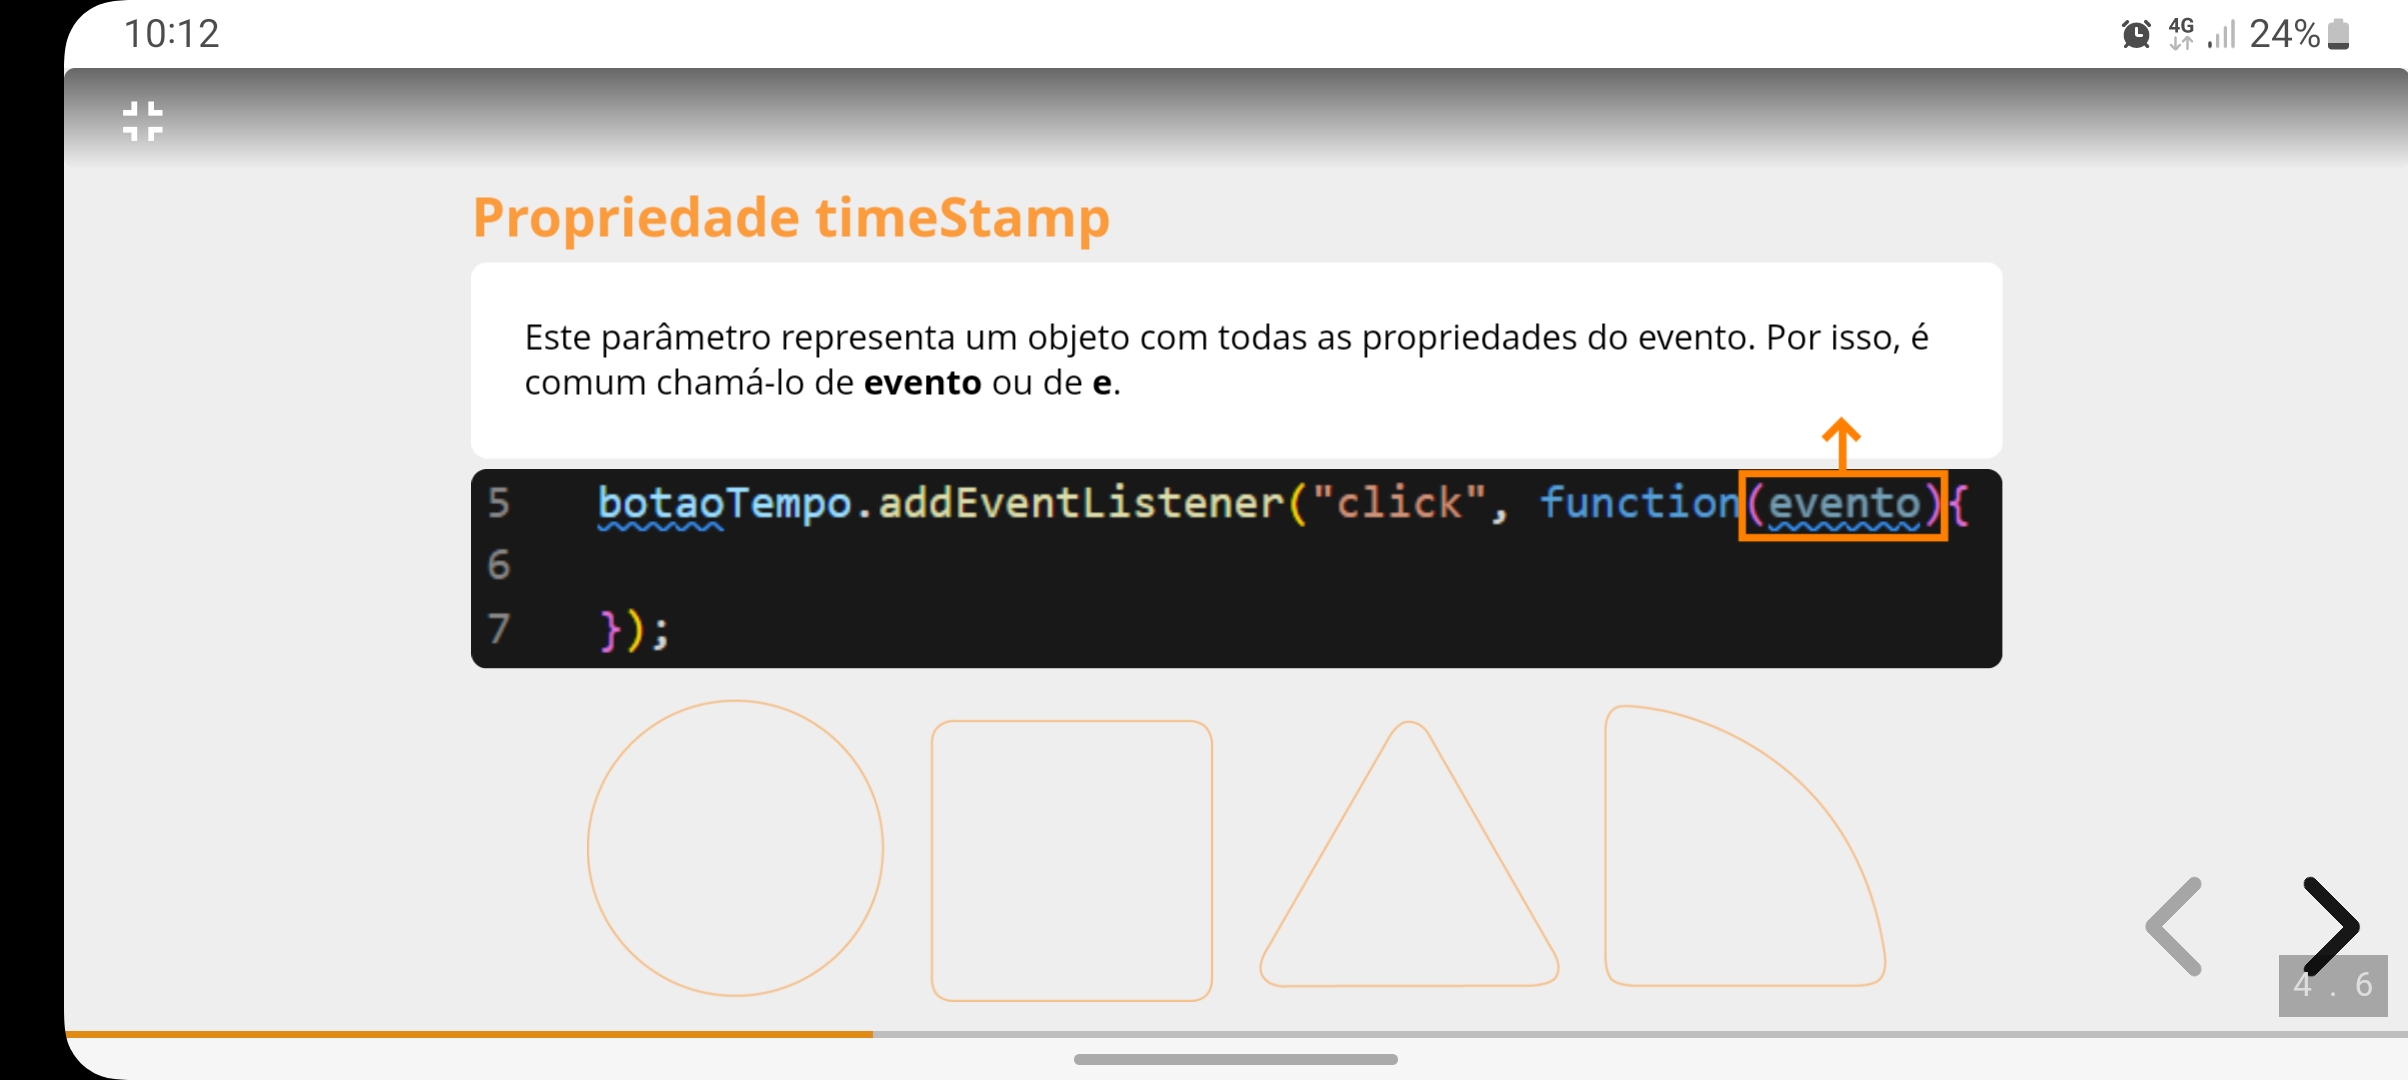 10:12
4G 24%
Propriedade timeStamp
Este parâmetro representa um objeto com todas as propriedades do evento. Por isso, é
comum chamá-lo de evento ou de e.
5 botaoTempo.addEventListener("click", function(evento){
6
7 });
4 . 6